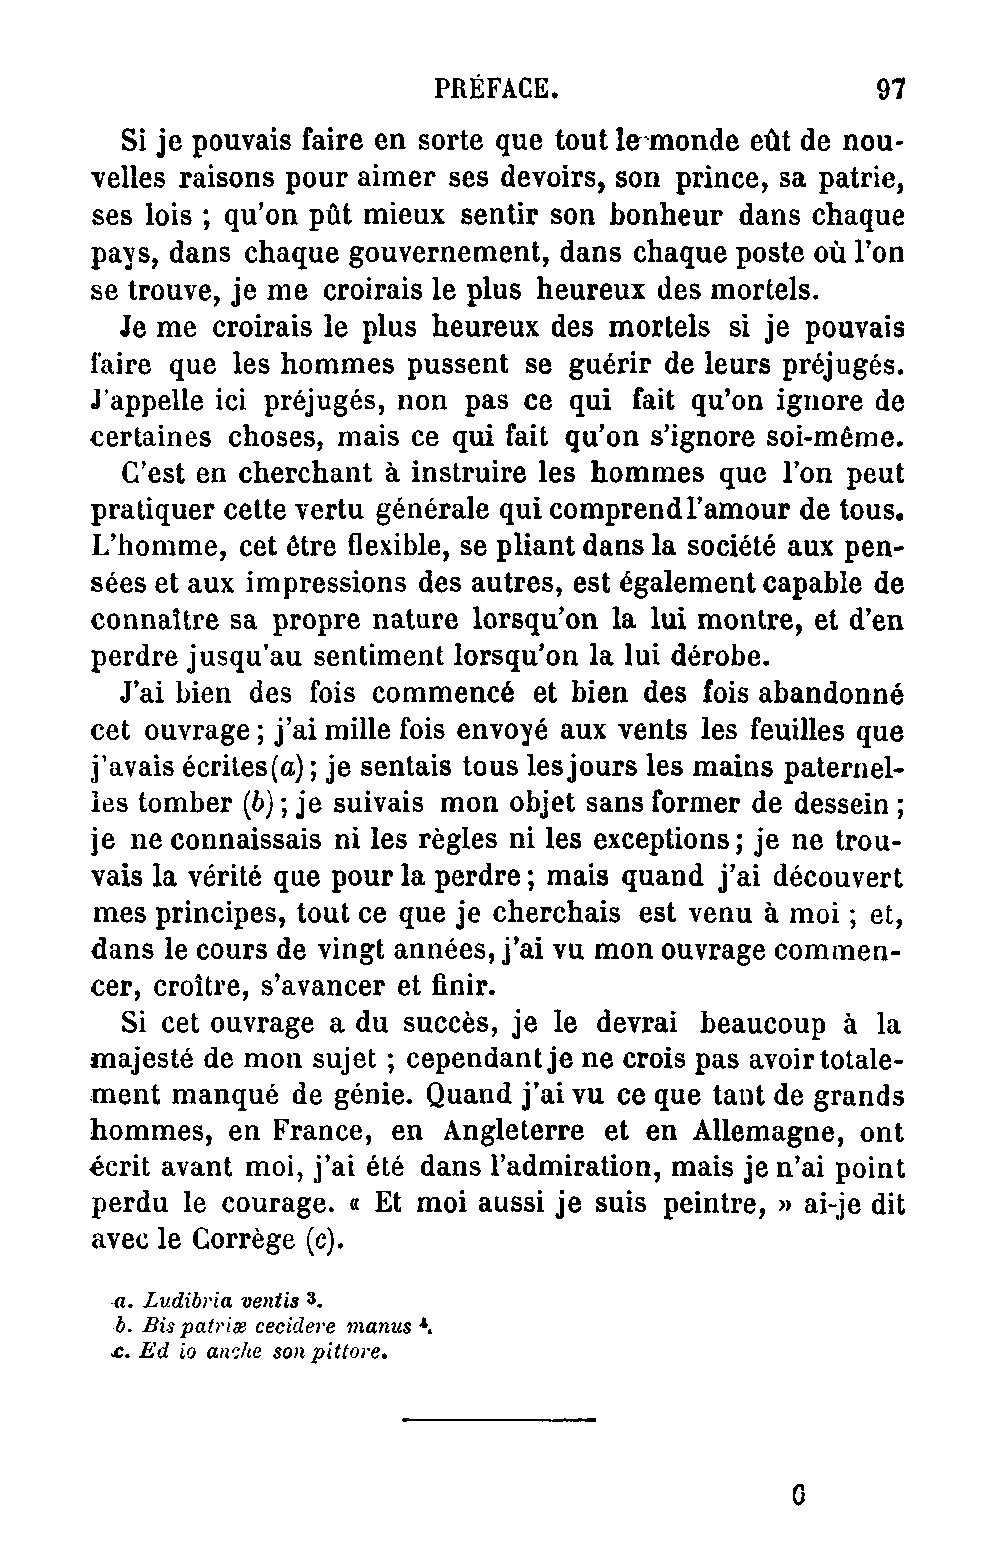 PRÉFACE. 97
Si je pouvais faire en sorte que tout le monde eût de nou-
velles raisons pour aimer ses devoirs, son prince, sa patrie,
ses lois ; qu'on pût mieux sentir son bonheur dans chaque
pays, dans chaque gouvernement, dans chaque poste où l'on
se trouve, je me croirais le plus heureux des mortels.
Je me croirais le plus heureux des mortels si je pouvais
faire que les hommes pussent se guérir de leurs préjugés.
J'appelle ici préjugés, non pas ce qui fait qu'on ignore de
certaines choses, mais ce qui fait qu'on s'ignore soi-même.
C'est en cherchant à instruire les hommes que l'on peut
pratiquer cette vertu générale qui comprend l'amour de tous.
L'homme, cet être flexible, se pliant dans la société aux pen-
sées et aux impressions des autres, est également capable de
connaître sa propre nature lorsqu'on la lui montre, et d'en
perdre jusqu'au sentiment lorsqu'on la lui dérobe.
J'ai bien des fois commencé et bien des fois abandonné
cet ouvrage ; j'ai mille fois envoyé aux vents les feuilles que
j'avais écrites (a) ; je sentais tous les jours les mains paternel-
les tomber (b) ; je suivais mon objet sans former de dessein ;
je ne connaissais ni les règles ni les exceptions ; je ne trou-
vais la vérité que pour la perdre ; mais quand j'ai découvert
mes principes, tout ce que je cherchais est venu à moi ; et,
dans le cours de vingt années, j'ai vu mon ouvrage commen-
cer, croître, s'avancer et finir.
Si cet ouvrage a du succès, je le devrai beaucoup à la
majesté de mon sujet ; cependant je ne crois pas avoir totale-
ment manqué de génie. Quand j'ai vu ce que tant de grands
hommes, en France, en Angleterre et en Allemagne, ont
écrit avant moi, j'ai été dans l'admiration, mais je n'ai point
perdu le courage. « Et moi aussi je suis peintre, » ai-je dit
avec le Corrège (c).
a. Ludibria ventis 3.
b. Bis patriæ cecidere manus 4.
c. Ed io anche son pittore.
6